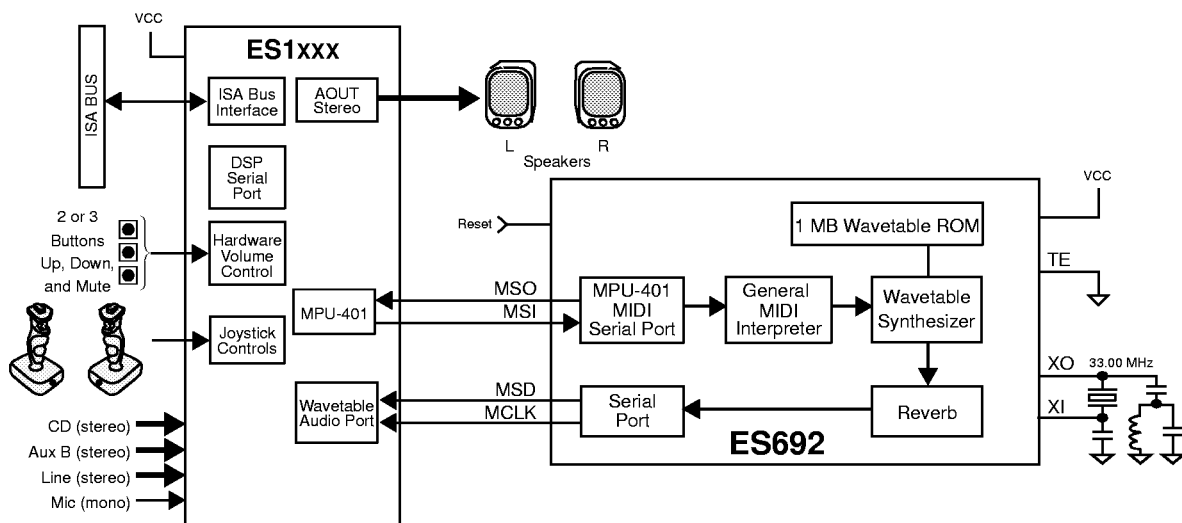 VCC
ES1xxx
ISA BUS
ISA Bus
Interface
AOUT
Stereo
L
R
Speakers
DSP
Serial
Port
2 or 3
Buttons
Up, Down,
and Mute
Hardware
Volume
Control
MPU-401
Joystick
Controls
Wavetable
Audio Port
CD (stereo)
Aux B (stereo)
Line (stereo)
Mic (mono)
Reset
MSO
MSI
MSD
MCLK
1 MB Wavetable ROM
MPU-401
MIDI
Serial Port
General
MIDI
Interpreter
Wavetable
Synthesizer
Serial
Port
Reverb
ES692
VCC
TE
XO
33.00 MHz
XI